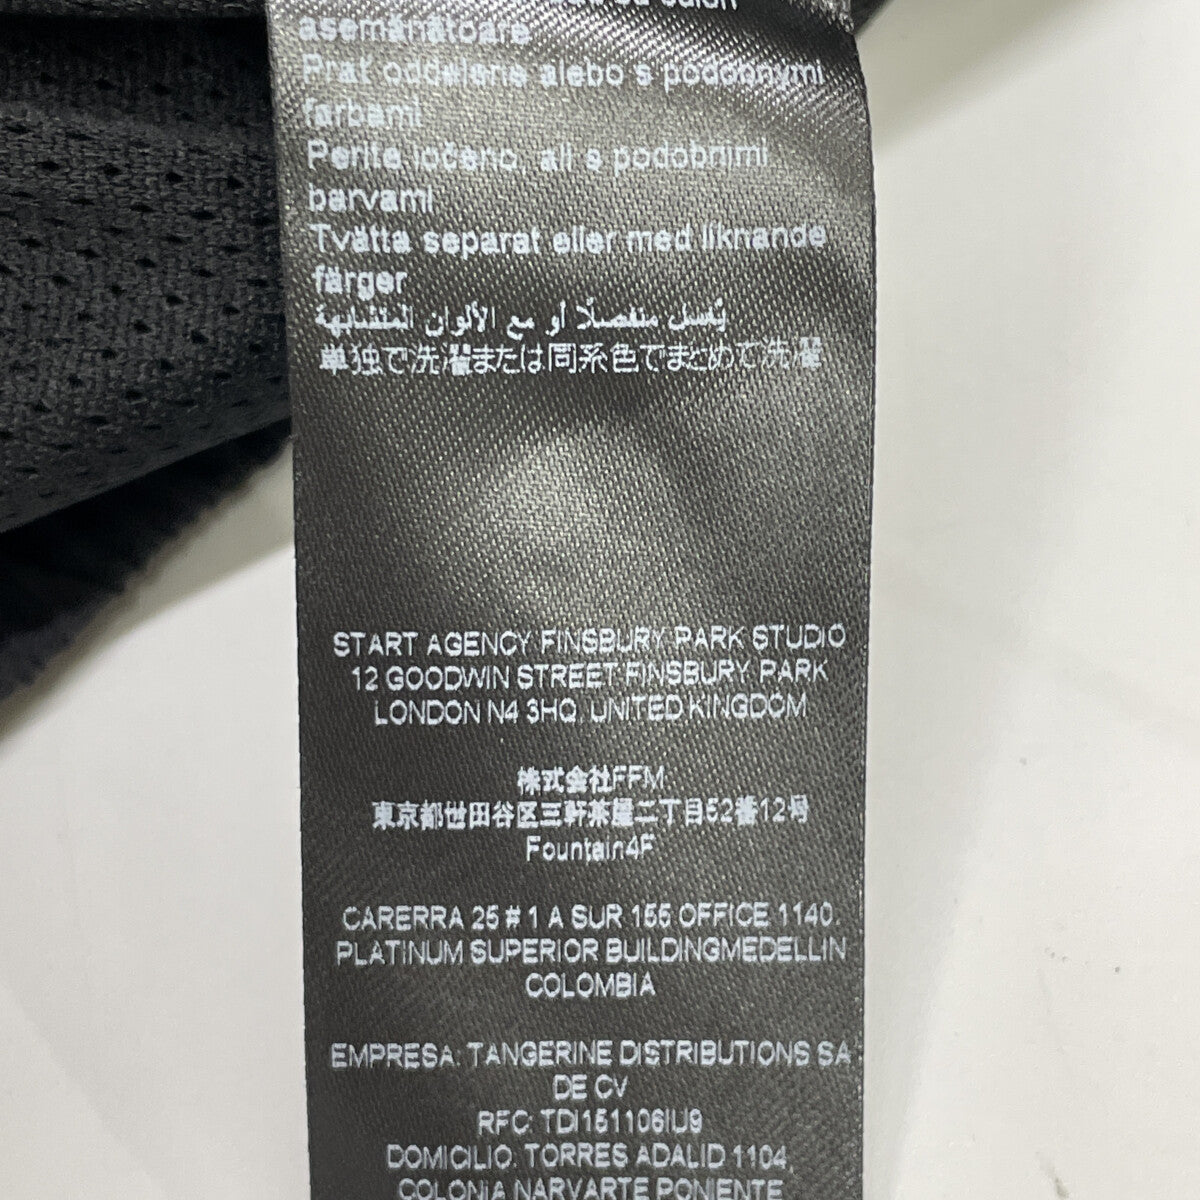 asemănătoare
Prať oddelene alebo s podobnými
farbami
Perite ločeno, ali s podobnimi
barvami
Tvätta separat eller med liknande
färger
يُغسل منفصلًا أو مع الألوان المتشابهة
単独で洗濯または同系色でまとめて洗濯
START AGENCY FINSBURY PARK STUDIO
12 GOODWIN STREET FINSBURY PARK
LONDON N4 3HQ, UNITED KINGDOM
株式会社FFM
東京都世田谷区三軒茶屋二丁目52番12号
Fountain4F
CARERRA 25 # 1 A SUR 155 OFFICE 1140.
PLATINUM SUPERIOR BUILDINGMEDELLIN
COLOMBIA
EMPRESA: TANGERINE DISTRIBUTIONS SA
DE CV
RFC: TDI151106IU9
DOMICILIO. TORRES ADALID 1104,
COLONIA NARVARTE PONIENTE